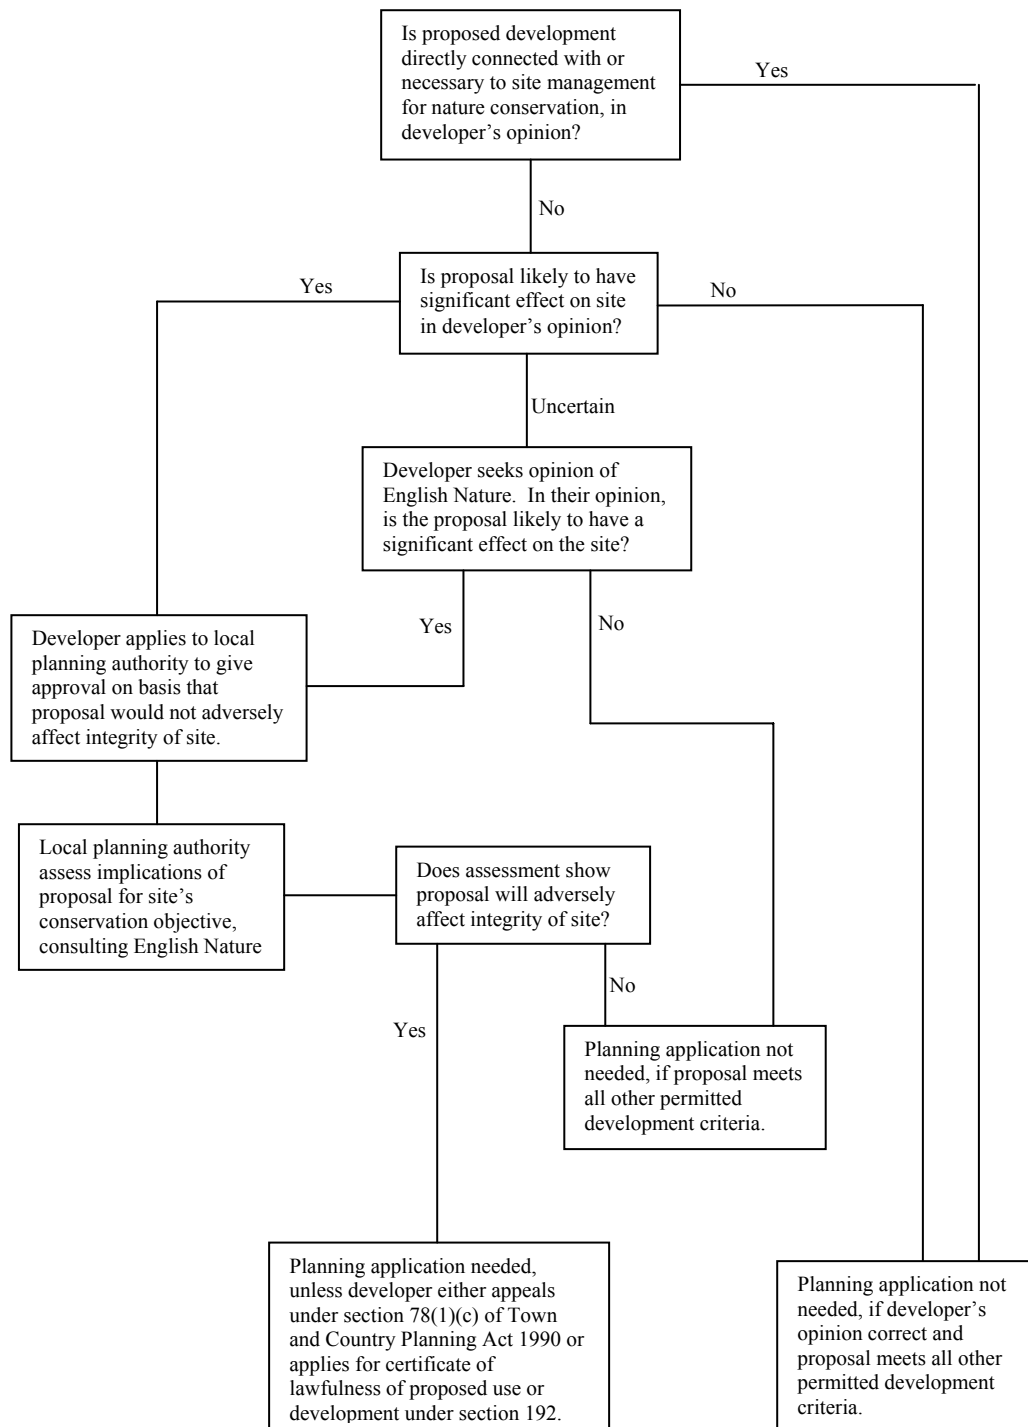 Is proposed development
directly connected with or
necessary to site management
for nature conservation, in
developer’s opinion?
Yes
No
Is proposal likely to have
significant effect on site
in developer’s opinion?
Yes
No
Uncertain
Developer seeks opinion of
English Nature.  In their opinion,
is the proposal likely to have a
significant effect on the site?
Yes
No
Developer applies to local
planning authority to give
approval on basis that
proposal would not adversely
affect integrity of site.
Local planning authority
assess implications of
proposal for site’s
conservation objective,
consulting English Nature
Does assessment show
proposal will adversely
affect integrity of site?
No
Yes
Planning application not
needed, if proposal meets
all other permitted
development criteria.
Planning application needed,
unless developer either appeals
under section 78(1)(c) of Town
and Country Planning Act 1990 or
applies for certificate of
lawfulness of proposed use or
development under section 192.
Planning application not
needed, if developer’s
opinion correct and
proposal meets all other
permitted development
criteria.